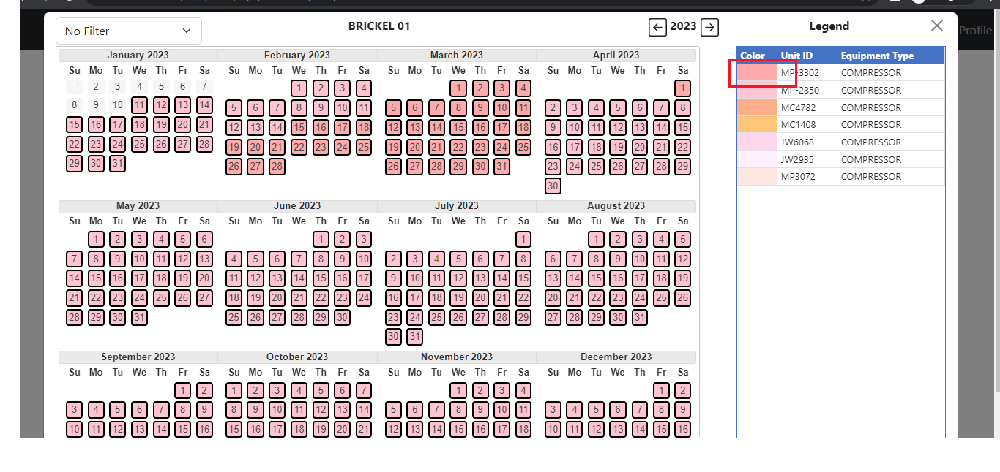 No Filter
BRICKEL 01
2023
Legend
Profile
January 2023 February 2023 March 2023 April 2023
Su Mo Tu We Th Fr Sa Su Mo Tu We Th Fr Sa Su Mo Tu We Th Fr Sa Su Mo Tu We Th Fr Sa
1 2 3 4 5 6 7 1 2 3 4 1 2 3 4 1
8 9 10 11 12 13 14 5 6 7 8 9 10 11 5 6 7 8 9 10 11 2 3 4 5 6 7 8
15 16 17 18 19 20 21 12 13 14 15 16 17 18 12 13 14 15 16 17 18 9 10 11 12 13 14 15
22 23 24 25 26 27 28 19 20 21 22 23 24 25 19 20 21 22 23 24 25 16 17 18 19 20 21 22
29 30 31 26 27 28 26 27 28 29 30 31 23 24 25 26 27 28 29
30
May 2023 June 2023 July 2023 August 2023
Su Mo Tu We Th Fr Sa Su Mo Tu We Th Fr Sa Su Mo Tu We Th Fr Sa Su Mo Tu We Th Fr Sa
1 2 3 4 5 6 1 2 3 1 1 2 3 4 5
7 8 9 10 11 12 13 4 5 6 7 8 9 10 2 3 4 5 6 7 8 6 7 8 9 10 11 12
14 15 16 17 18 19 20 11 12 13 14 15 16 17 9 10 11 12 13 14 15 13 14 15 16 17 18 19
21 22 23 24 25 26 27 18 19 20 21 22 23 24 16 17 18 19 20 21 22 20 21 22 23 24 25 26
28 29 30 31 25 26 27 28 29 30 23 24 25 26 27 28 29 27 28 29 30 31
30 31
September 2023 October 2023 November 2023 December 2023
Su Mo Tu We Th Fr Sa Su Mo Tu We Th Fr Sa Su Mo Tu We Th Fr Sa Su Mo Tu We Th Fr Sa
1 2 1 2 3 4 5 6 7 1 2 3 4 1 2
3 4 5 6 7 8 9 8 9 10 11 12 13 14 5 6 7 8 9 10 11 3 4 5 6 7 8 9
10 11 12 13 14 15 16 15 16 17 18 19 20 21 12 13 14 15 16 17 18 10 11 12 13 14 15 16
Color Unit ID Equipment Type
MP-3302 COMPRESSOR
MP-2850 COMPRESSOR
MC4782 COMPRESSOR
MC1408 COMPRESSOR
JW6068 COMPRESSOR
JW2935 COMPRESSOR
MP3072 COMPRESSOR